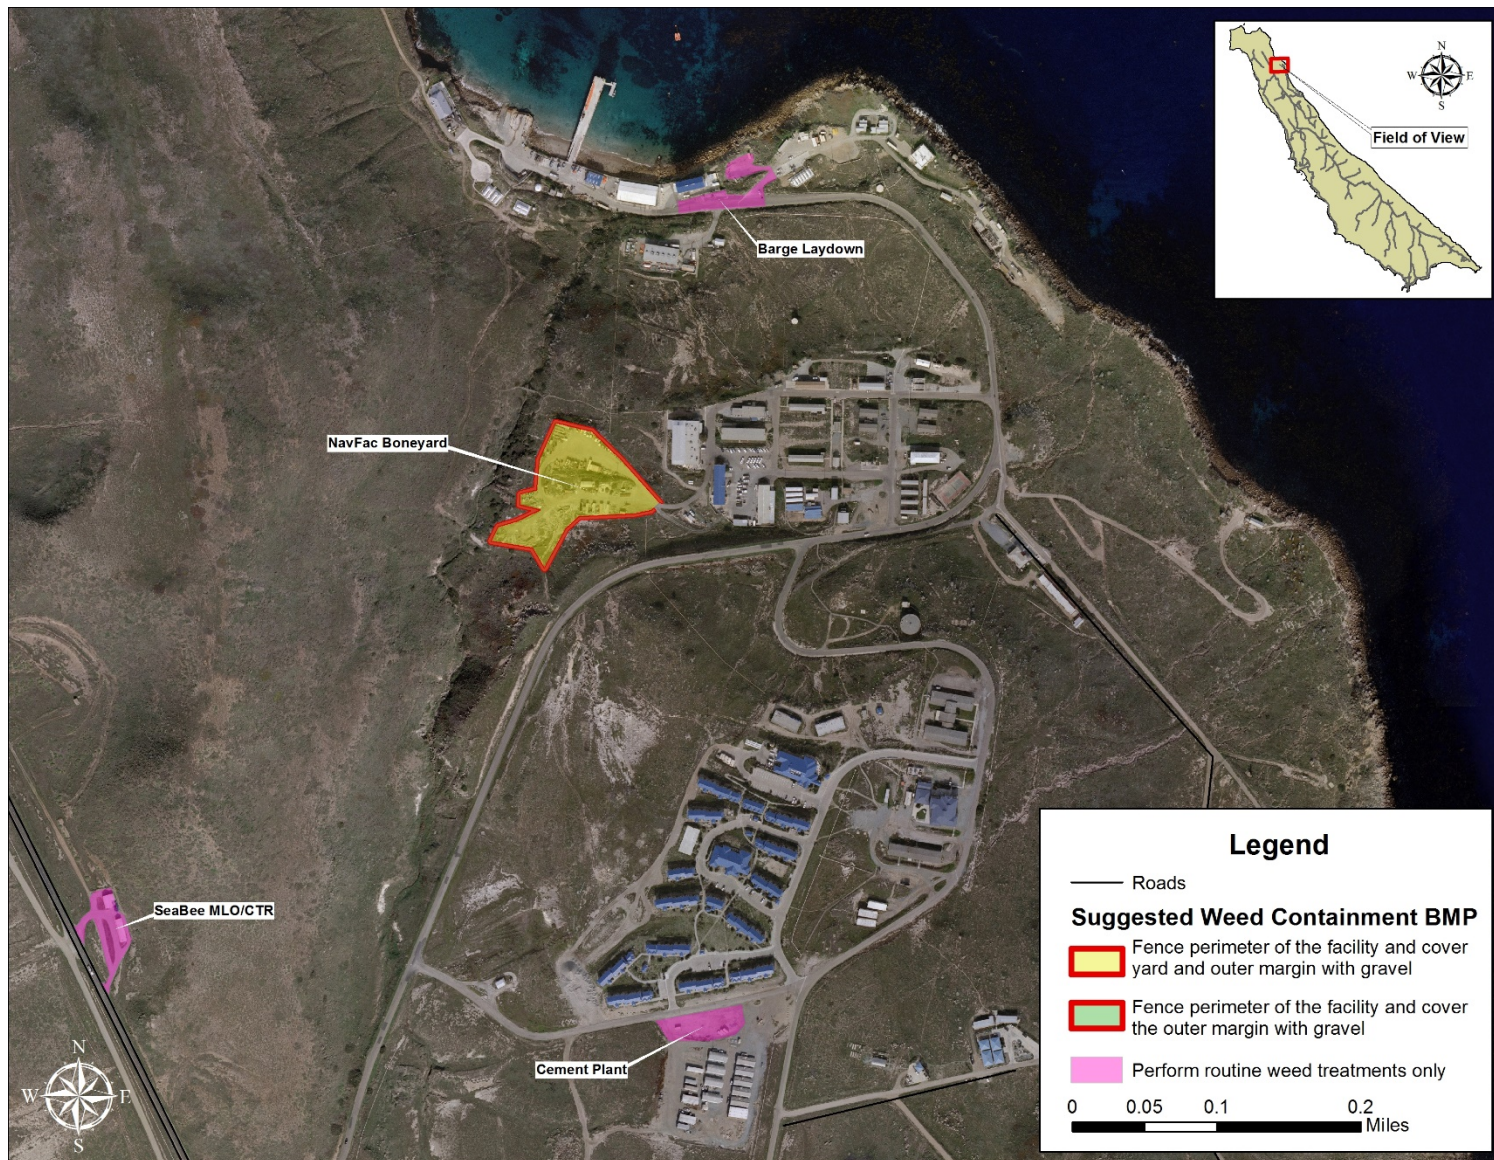 N
W E
S
Field of View
Barge Laydown
NavFac Boneyard
SeaBee MLO/CTR
Cement Plant
N
W E
S
Legend
Roads
Suggested Weed Containment BMP
Fence perimeter of the facility and cover
yard and outer margin with gravel
Fence perimeter of the facility and cover
the outer margin with gravel
Perform routine weed treatments only
0 0.05 0.1 0.2
Miles